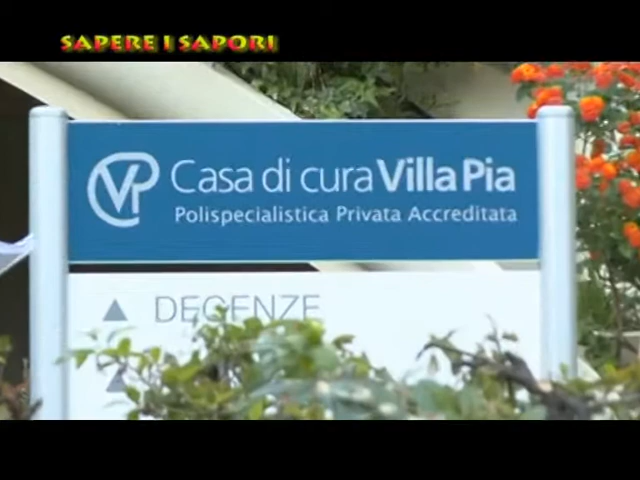 SAPERE I SAPORI
VP Casa di cura Villa Pia
Polispecialistica Privata Accreditata
DEGENZE